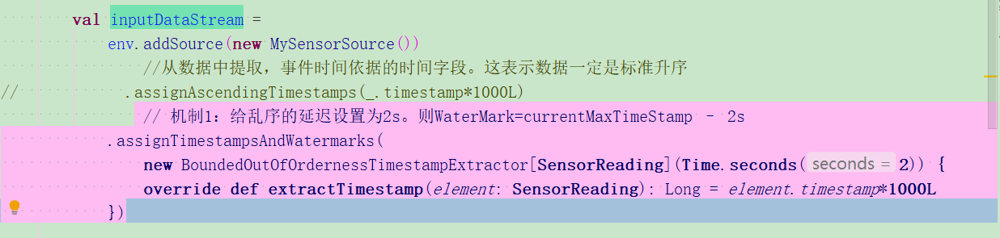 val inputDataStream =
env.addSource(new MySensorSource())
//从数据中提取，事件时间依据的时间字段。这表示数据一定是标准升序
// .assignAscendingTimestamps(_.timestamp*1000L)
// 机制1：给乱序的延迟设置为2s。则WaterMark=currentMaxTimeStamp - 2s
.assignTimestampsAndWatermarks(
new BoundedOutOfOrdernessTimestampExtractor[SensorReading](Time.seconds( seconds = 2)) {
override def extractTimestamp(element: SensorReading): Long = element.timestamp*1000L
})